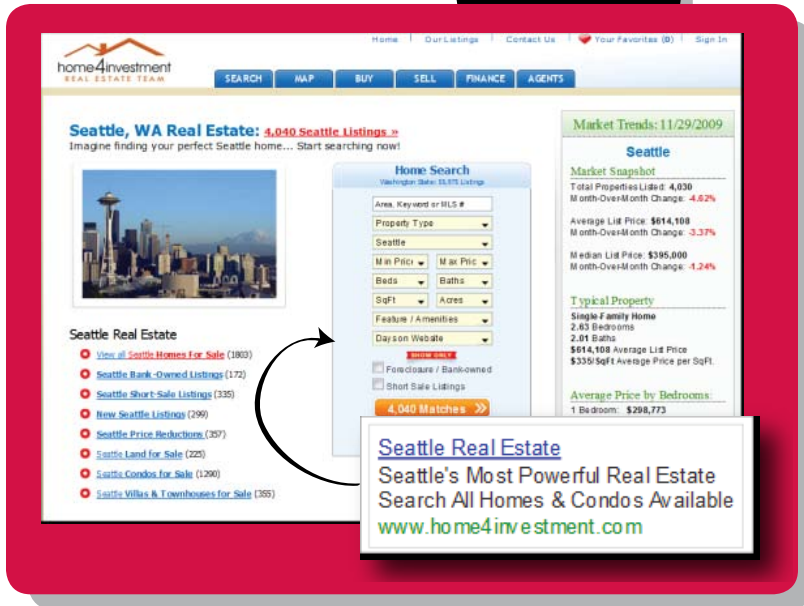 Home OurListings Contact Us Your Favorites (0) Sign In
home4investment
REAL ESTATE TEAM
SEARCH MAP BUY SELL FINANCE AGENTS
Seattle, WA Real Estate: 4,040 Seattle Listings »
Imagine finding your perfect Seattle home... Start searching now!
Home Search
Washington State: 55,875 Listings
Area, Keyword or MLS #
Property Type
Seattle
Min Price Max Pric
Beds Baths
SqFt Acres
Feature / Amenities
Days on Website
SHOW ONLY
Foreclosure / Bank-owned
Short Sale Listings
4,040 Matches »
Seattle Real Estate
View all Seattle Homes For Sale (1803)
Seattle Bank-Owned Listings (172)
Seattle Short-Sale Listings (335)
New Seattle Listings (299)
Seattle Price Reductions (357)
Seattle Land for Sale (225)
Seattle Condos for Sale (1290)
Seattle Villas & Townhouses for Sale (355)
Market Trends: 11/29/2009
Seattle
Market Snapshot
Total Properties Listed: 4,030
Month-Over-Month Change: -4.62%
Average List Price: $614,108
Month-Over-Month Change: -3.37%
Median List Price: $395,000
Month-Over-Month Change: -1.24%
Typical Property
Single-Family Home
2.63 Bedrooms
2.01 Baths
$614,108 Average List Price
$335/SqFt Average Price per SqFt.
Average Price by Bedrooms:
1 Bedroom: $298,773
Seattle Real Estate
Seattle's Most Powerful Real Estate
Search All Homes & Condos Available
www.home4investment.com